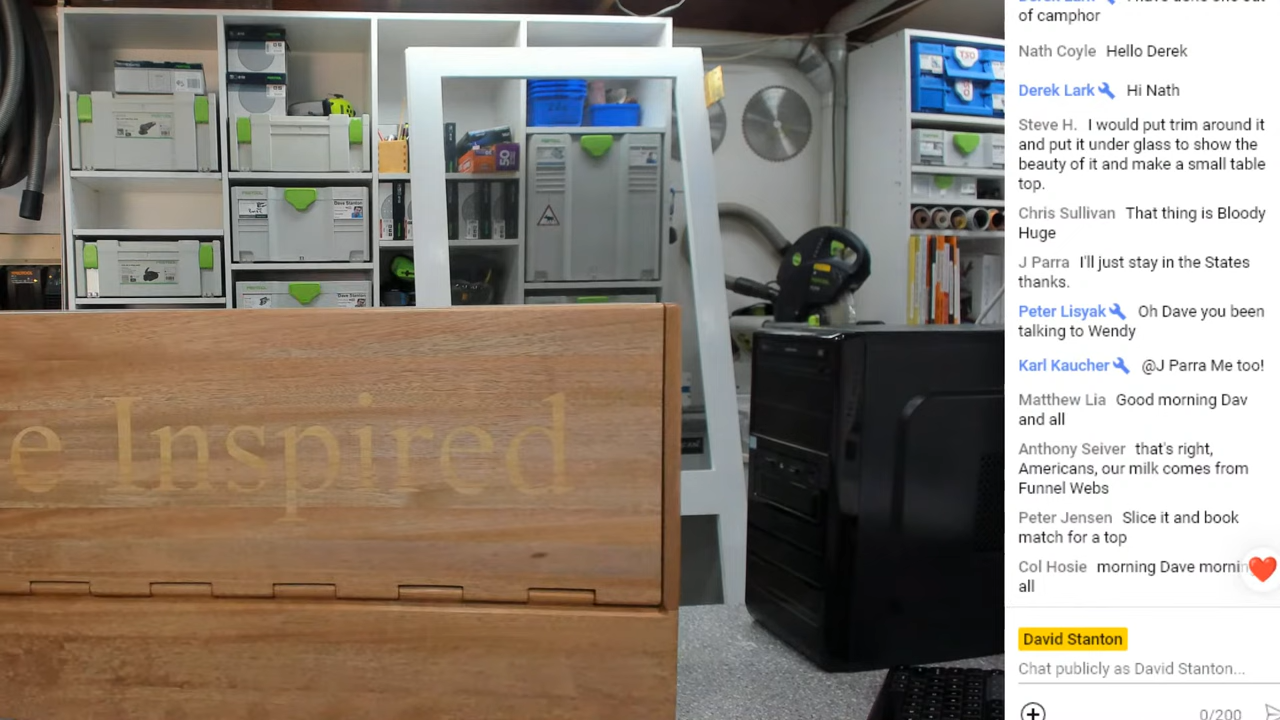 e Inspired
50
of camphor
Nath Coyle Hello Derek
Derek Lark Hi Nath
Steve H. I would put trim around it
and put it under glass to show the
beauty of it and make a small table
top.
Chris Sullivan That thing is Bloody
Huge
J Parra I'll just stay in the States
thanks.
Peter Lisyak Oh Dave you been
talking to Wendy
Karl Kaucher @J Parra Me too!
Matthew Lia Good morning Dav
and all
Anthony Seiver that's right,
Americans, our milk comes from
Funnel Webs
Peter Jensen Slice it and book
match for a top
Col Hosie morning Dave mornin
all
David Stanton
Chat publicly as David Stanton...
0/200